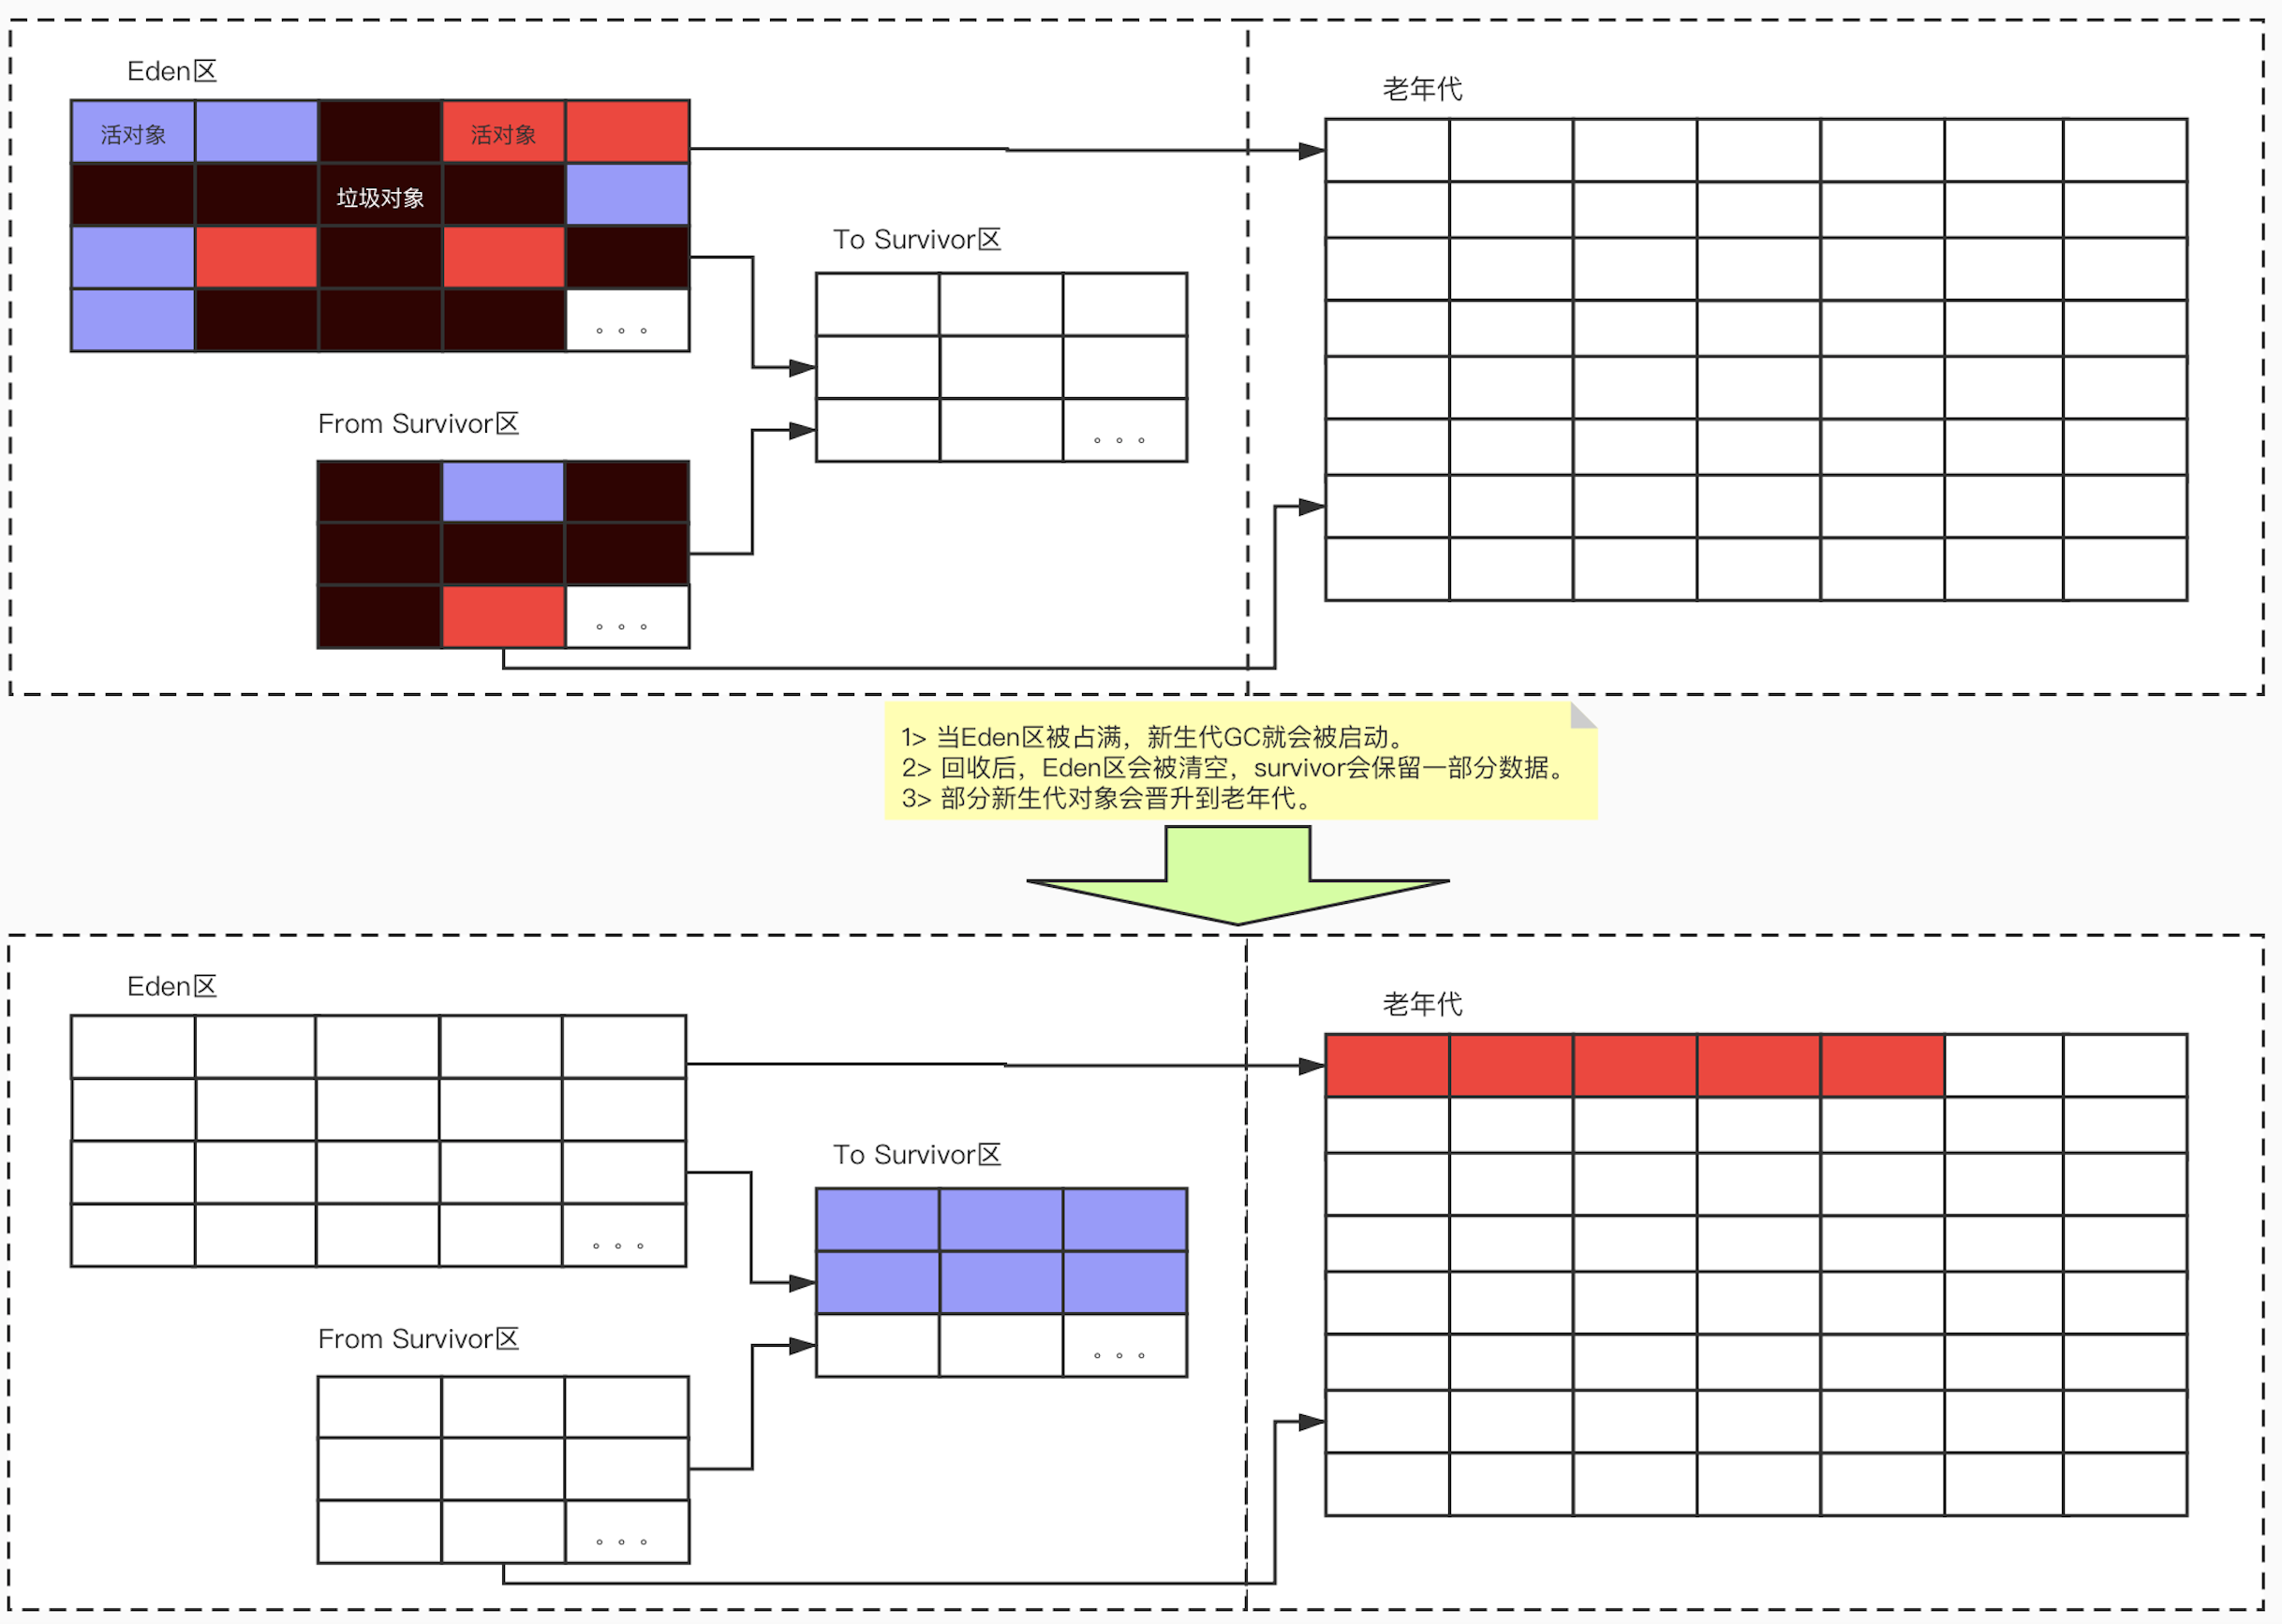 Eden区
老年代
活对象
活对象
垃圾对象
To Survivor区
。。。
From Survivor区
。。。
。。。
1> 当Eden区被占满，新生代GC就会被启动。
2> 回收后，Eden区会被清空，survivor会保留一部分数据。
3> 部分新生代对象会晋升到老年代。
Eden区
老年代
To Survivor区
。。。
From Survivor区
。。。
。。。